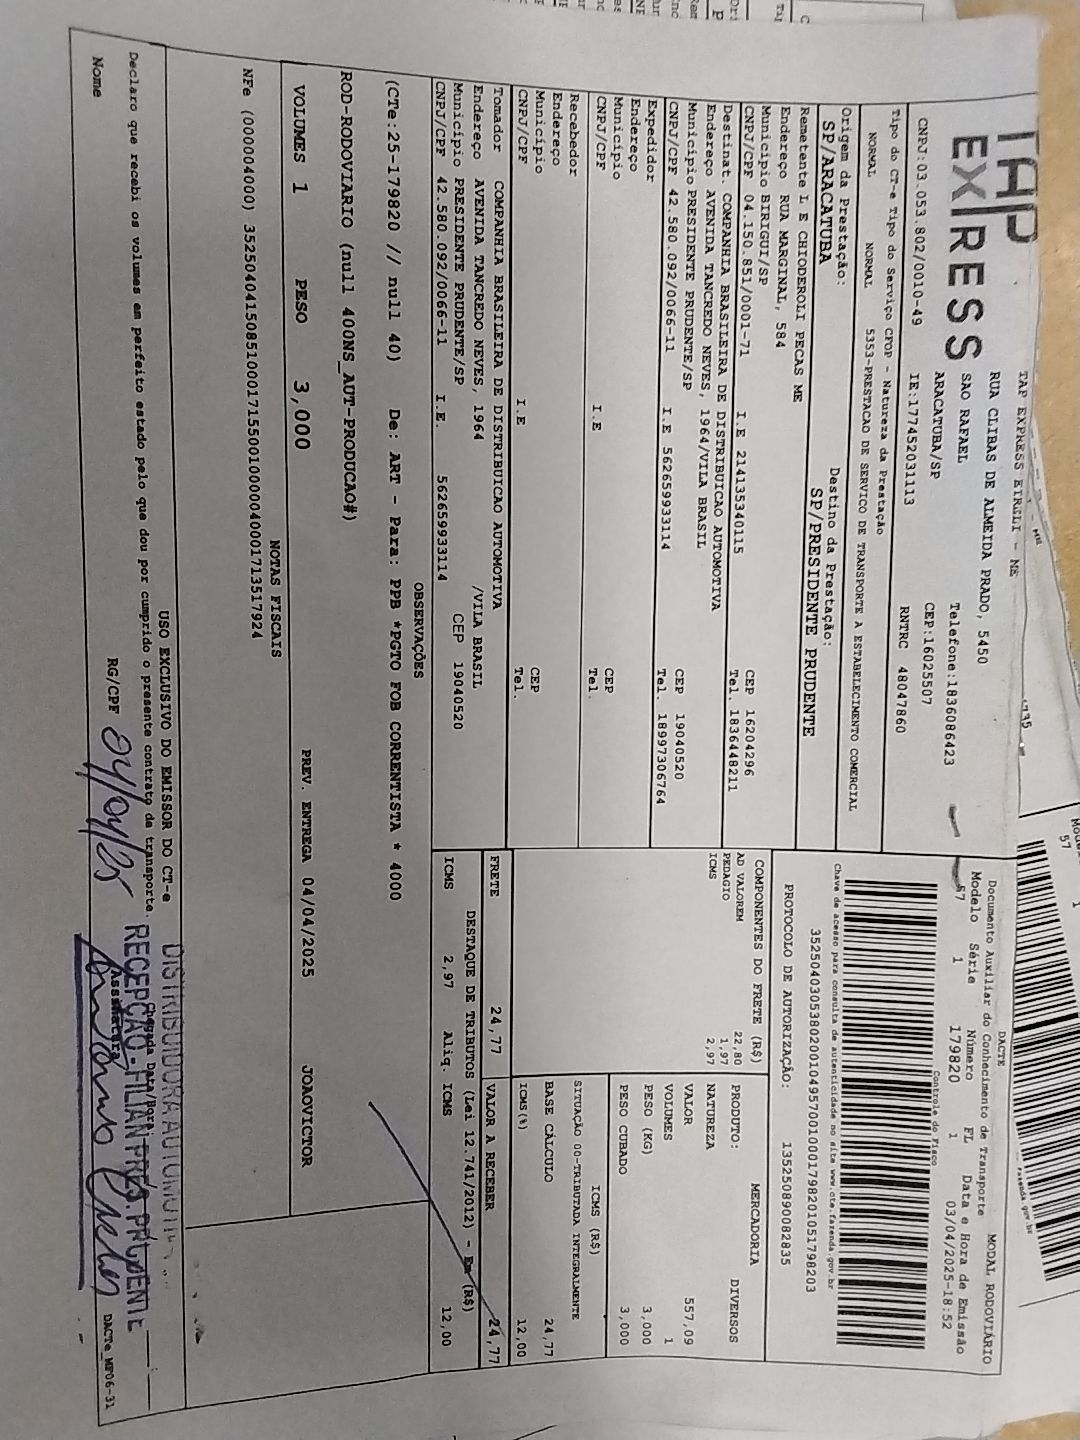 TAP
EXPRESS
TAP EXPRESS EIRELI - ME
RUA CLIBAS DE ALMEIDA PRADO, 5450
SAO RAFAEL Telefone:1836086423
ARACATUBA/SP CEP:16025507
CNPJ:03.053.802/0010-49 IE:177452031113 RNTRC 48047860
Tipo do CT-e Tipo do Serviço CFOP - Natureza da Prestação
NORMAL NORMAL 5353-PRESTACAO DE SERVICO DE TRANSPORTE A ESTABELECIMENTO COMERCIAL
Origem da Prestação: Destino da Prestação:
SP/ARACATUBA SP/PRESIDENTE PRUDENTE
Remetente L E CHIODEROLI PECAS ME
Endereço RUA MARGINAL, 584
Município BIRIGUI/SP CEP 16204296
CNPJ/CPF 04.150.851/0001-71 I.E 214135340115 Tel. 1836448211
Destinat. COMPANHIA BRASILEIRA DE DISTRIBUICAO AUTOMOTIVA
Endereço AVENIDA TANCREDO NEVES, 1964/VILA BRASIL
Município PRESIDENTE PRUDENTE/SP CEP 19040520
CNPJ/CPF 42.580.092/0066-11 I.E 562659933114 Tel. 18997306764
Expedidor
Endereço
Município CEP
CNPJ/CPF I.E Tel.
Recebedor
Endereço
Município CEP
CNPJ/CPF I.E Tel.
Tomador COMPANHIA BRASILEIRA DE DISTRIBUICAO AUTOMOTIVA
Endereço AVENIDA TANCREDO NEVES, 1964 /VILA BRASIL
Município PRESIDENTE PRUDENTE/SP CEP 19040520
CNPJ/CPF 42.580.092/0066-11 I.E. 562659933114
DACTE
Documento Auxiliar do Conhecimento de Transporte MODAL RODOVIÁRIO
Modelo Série Número FL Data e Hora de Emissão
57 1 179820 1 03/04/2025-18:52
Controle do Fisco
Chave de acesso para consulta de autenticidade no site www.cte.fazenda.gov.br
35250403053802001049570010001798201051798203
PROTOCOLO DE AUTORIZAÇÃO: 135250890082835
COMPONENTES DO FRETE (R$)
AD VALOREM 22,80
PEDAGIO 1,97
ICMS 2,97
MERCADORIA
PRODUTO: DIVERSOS
NATUREZA
VALOR 557,09
VOLUMES 1
PESO (KG) 3,000
PESO CUBADO 3,000
ICMS (R$)
SITUAÇÃO 00-TRIBUTADA INTEGRALMENTE
BASE CÁLCULO 24,77
ICMS(%) 12,00
FRETE 24,77 VALOR A RECEBER 24,77
DESTAQUE DE TRIBUTOS (Lei 12.741/2012) - Em (R$)
ICMS 2,97 Aliq. ICMS 12,00
OBSERVAÇÕES
(CTe:25-179820 // null 40) De: ART - Para: PPB *PGTO FOB CORRENTISTA * 4000
ROD-RODOVIARIO (null 400NS_AUT-PRODUCAO#)
VOLUMES 1 PESO 3,000 PREV. ENTREGA 04/04/2025 JOAOVICTOR
NOTAS FISCAIS
NFe (000004000) 35250404150851000171550010000040001713517924
USO EXCLUSIVO DO EMISSOR DO CT-e
Declaro que recebi os volumes em perfeito estado pelo que dou por cumprido o presente contrato de transporte.
Chegada Data/Hora
Nome RG/CPF 04/04/25 Assinatura
DISTRIBUIDORA AUTOMOTIVA
RECEPÇÃO - FILIAN PRES. PRUDENTE
DACTe_MP06-31